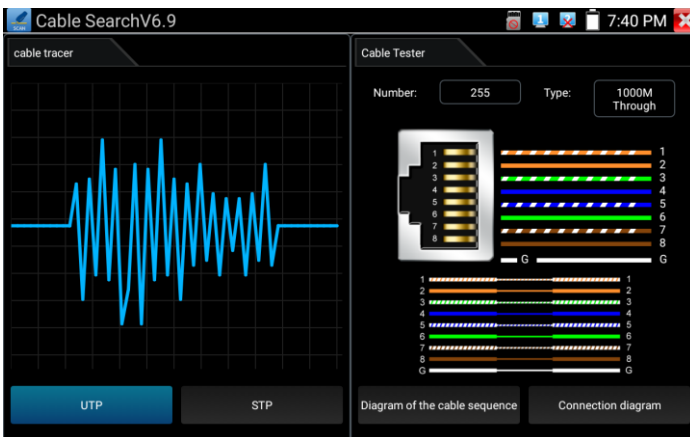 SCAN
Cable SearchV6.9
7:40 PM
cable tracer
Cable Tester
Number:
255
Type:
1000M
Through
1
2
3
4
5
6
7
8
1
2
3
4
5
6
7
8
G
G
1
1
2
2
3
3
4
4
5
5
6
6
7
7
8
8
G
G
UTP
STP
Diagram of the cable sequence
Connection diagram